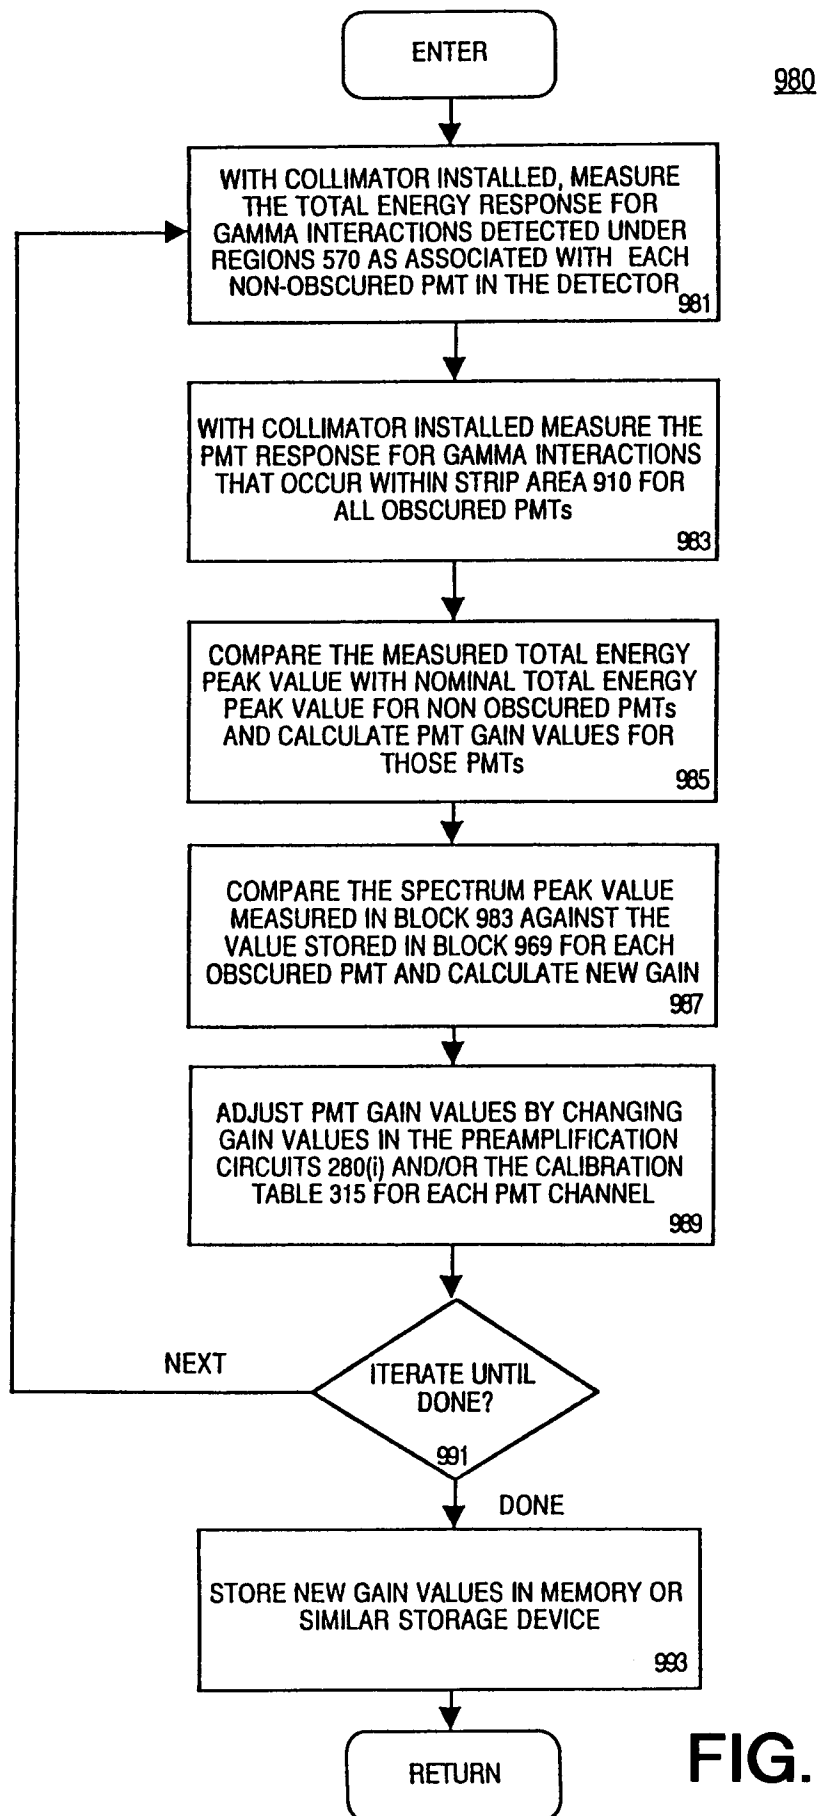 ENTER
980
WITH COLLIMATOR INSTALLED, MEASURE
THE TOTAL ENERGY RESPONSE FOR
GAMMA INTERACTIONS DETECTED UNDER
REGIONS 570 AS ASSOCIATED WITH EACH
NON-OBSCURED PMT IN THE DETECTOR
981
WITH COLLIMATOR INSTALLED MEASURE THE
PMT RESPONSE FOR GAMMA INTERACTIONS
THAT OCCUR WITHIN STRIP AREA 910 FOR
ALL OBSCURED PMTs
983
COMPARE THE MEASURED TOTAL ENERGY
PEAK VALUE WITH NOMINAL TOTAL ENERGY
PEAK VALUE FOR NON OBSCURED PMTs
AND CALCULATE PMT GAIN VALUES FOR
THOSE PMTs
985
COMPARE THE SPECTRUM PEAK VALUE
MEASURED IN BLOCK 983 AGAINST THE
VALUE STORED IN BLOCK 969 FOR EACH
OBSCURED PMT AND CALCULATE NEW GAIN
987
ADJUST PMT GAIN VALUES BY CHANGING
GAIN VALUES IN THE PREAMPLIFICATION
CIRCUITS 280(i) AND/OR THE CALIBRATION
TABLE 315 FOR EACH PMT CHANNEL
989
NEXT
ITERATE UNTIL
DONE?
991
DONE
STORE NEW GAIN VALUES IN MEMORY OR
SIMILAR STORAGE DEVICE
993
RETURN
FIG.